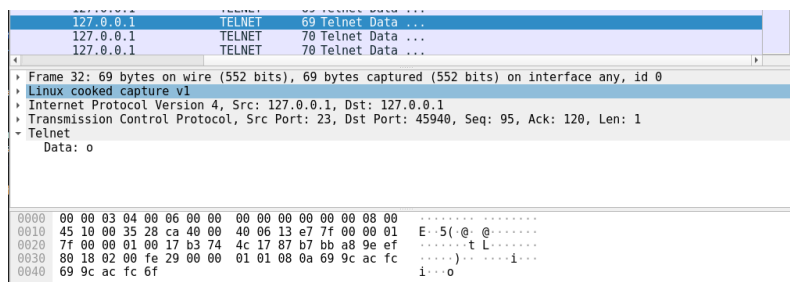 127.0.0.1 TELNET 69 Telnet Data ...
127.0.0.1 TELNET 69 Telnet Data ...
127.0.0.1 TELNET 70 Telnet Data ...
127.0.0.1 TELNET 70 Telnet Data ...
Frame 32: 69 bytes on wire (552 bits), 69 bytes captured (552 bits) on interface any, id 0
Linux cooked capture v1
Internet Protocol Version 4, Src: 127.0.0.1, Dst: 127.0.0.1
Transmission Control Protocol, Src Port: 23, Dst Port: 45940, Seq: 95, Ack: 120, Len: 1
Telnet
Data: o
0000 00 00 03 04 00 06 00 00 00 00 00 00 00 00 08 00 ········ ········
0010 45 10 00 35 28 ca 40 00 40 06 13 e7 7f 00 00 01 E··5(·@· @·······
0020 7f 00 00 01 00 17 b3 74 4c 17 87 b7 bb a8 9e ef ·······t L·······
0030 80 18 02 00 fe 29 00 00 01 01 08 0a 69 9c ac fc ·····)·· ····i···
0040 69 9c ac fc 6f i···o